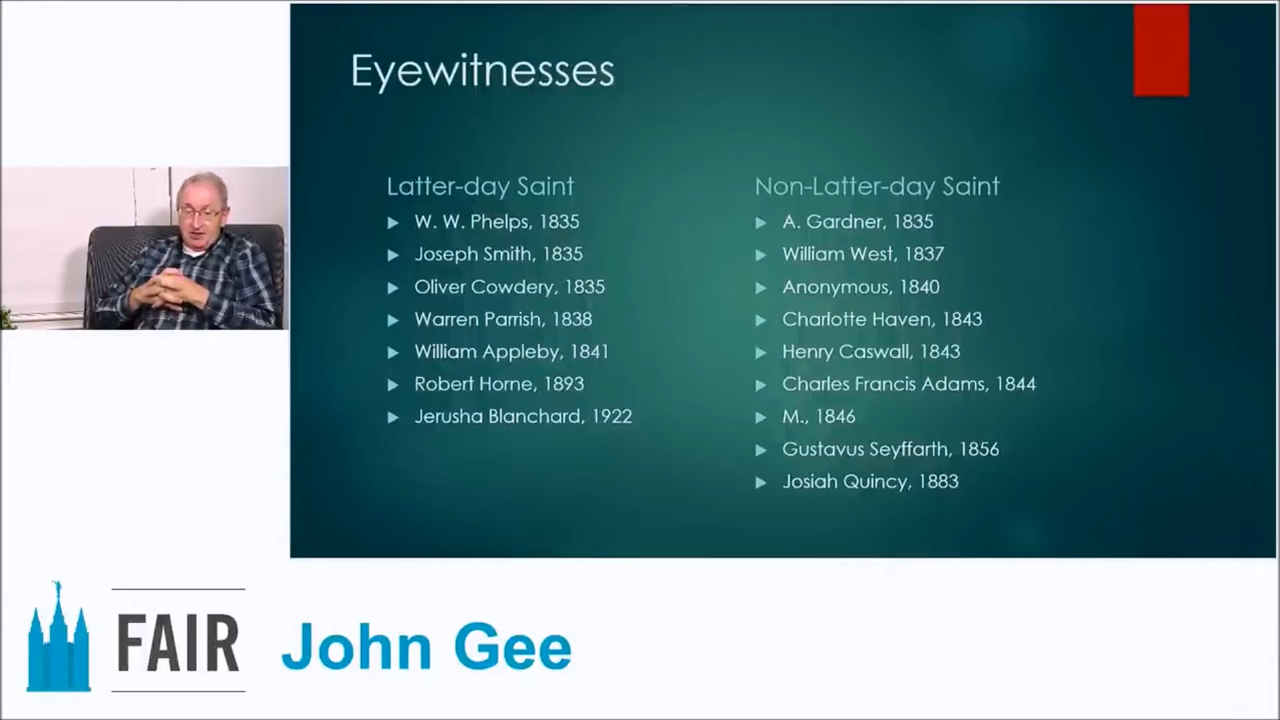 Eyewitnesses
Latter-day Saint
W. W. Phelps, 1835
Joseph Smith, 1835
Oliver Cowdery, 1835
Warren Parrish, 1838
William Appleby, 1841
Robert Horne, 1893
Jerusha Blanchard, 1922
Non-Latter-day Saint
A. Gardner, 1835
William West, 1837
Anonymous, 1840
Charlotte Haven, 1843
Henry Caswall, 1843
Charles Francis Adams, 1844
M., 1846
Gustavus Seyffarth, 1856
Josiah Quincy, 1883
FAIR
John Gee